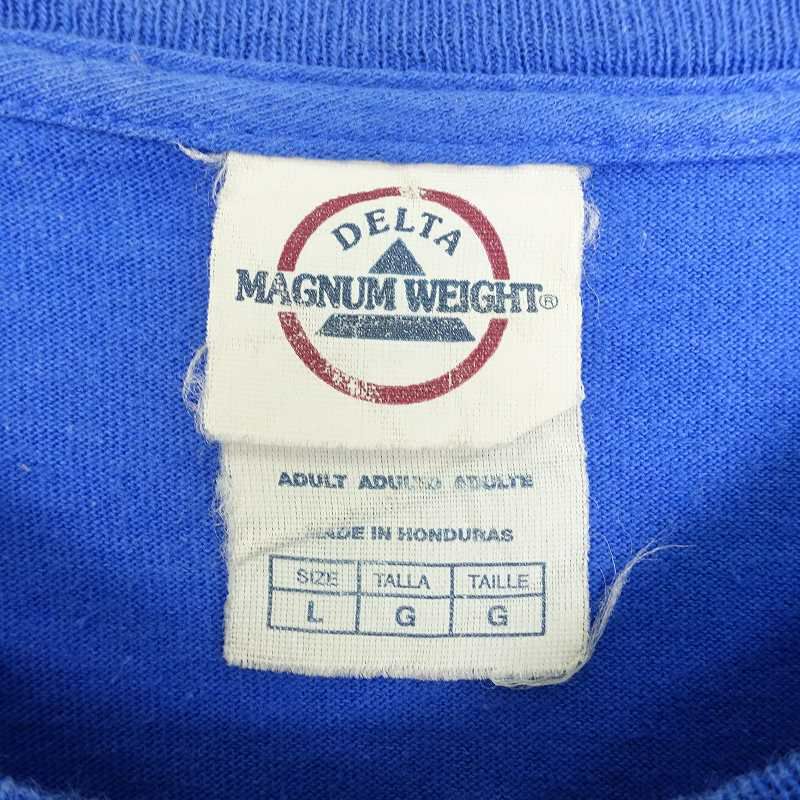 DELTA
MAGNUM WEIGHT®
ADULT ADULTO ADULTE
MADE IN HONDURAS
SIZE TALLA TAILLE
L G G